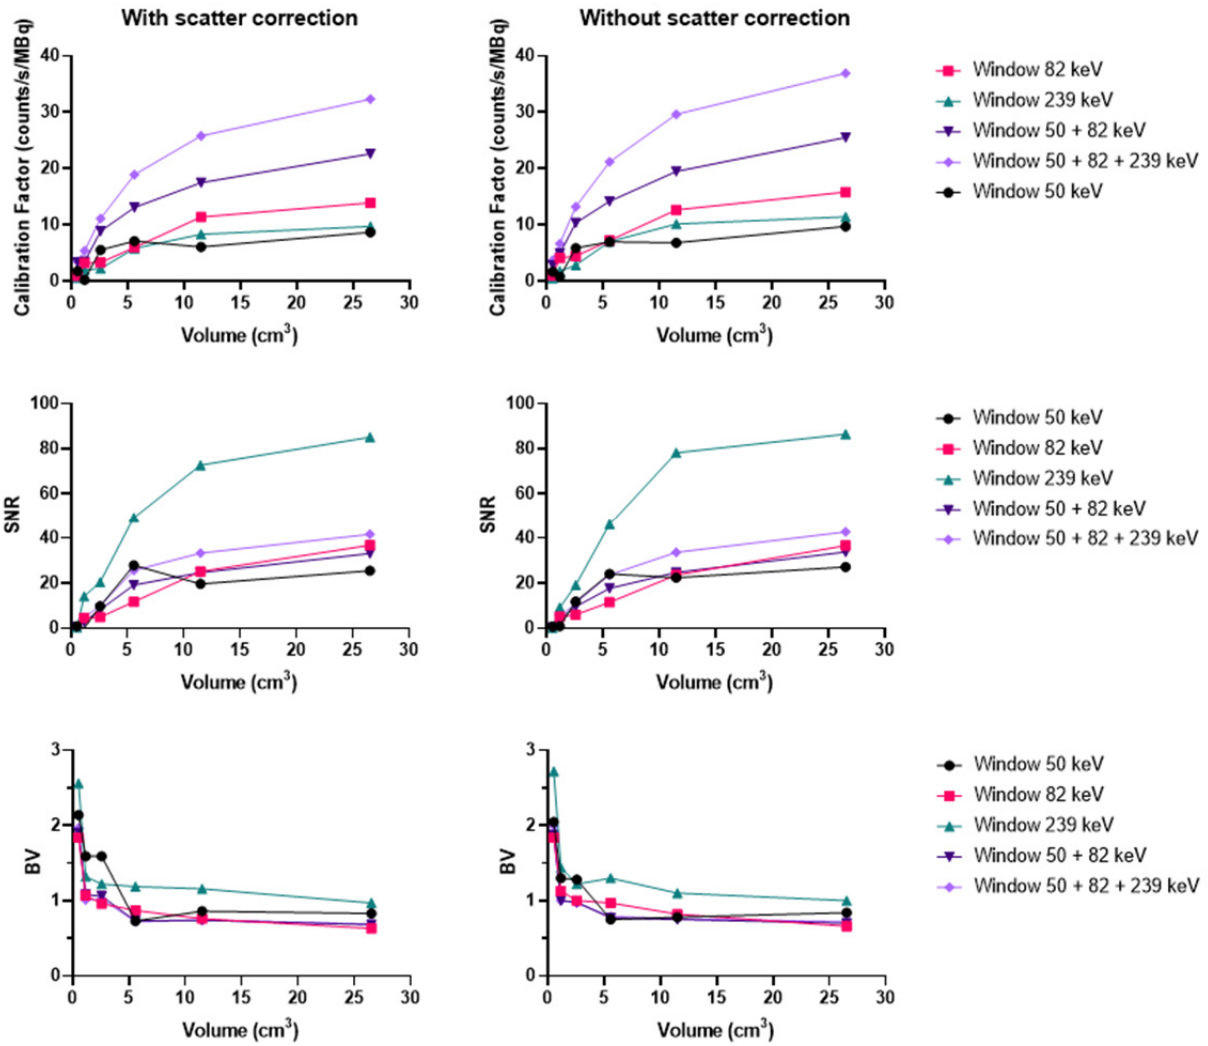 With scatter correction
Without scatter correction
Calibration Factor (counts/s/MBq)
40
30
20
10
0
0 5 10 15 20 25 30
Volume (cm³)
Calibration Factor (counts/s/MBq)
40
30
20
10
0
0 5 10 15 20 25 30
Volume (cm³)
Window 82 keV
Window 239 keV
Window 50 + 82 keV
Window 50 + 82 + 239 keV
Window 50 keV
SNR
100
80
60
40
20
0
0 5 10 15 20 25 30
Volume (cm³)
SNR
100
80
60
40
20
0
0 5 10 15 20 25 30
Volume (cm³)
Window 50 keV
Window 82 keV
Window 239 keV
Window 50 + 82 keV
Window 50 + 82 + 239 keV
BV
3
2
1
0
0 5 10 15 20 25 30
Volume (cm³)
BV
3
2
1
0
0 5 10 15 20 25 30
Volume (cm³)
Window 50 keV
Window 82 keV
Window 239 keV
Window 50 + 82 keV
Window 50 + 82 + 239 keV